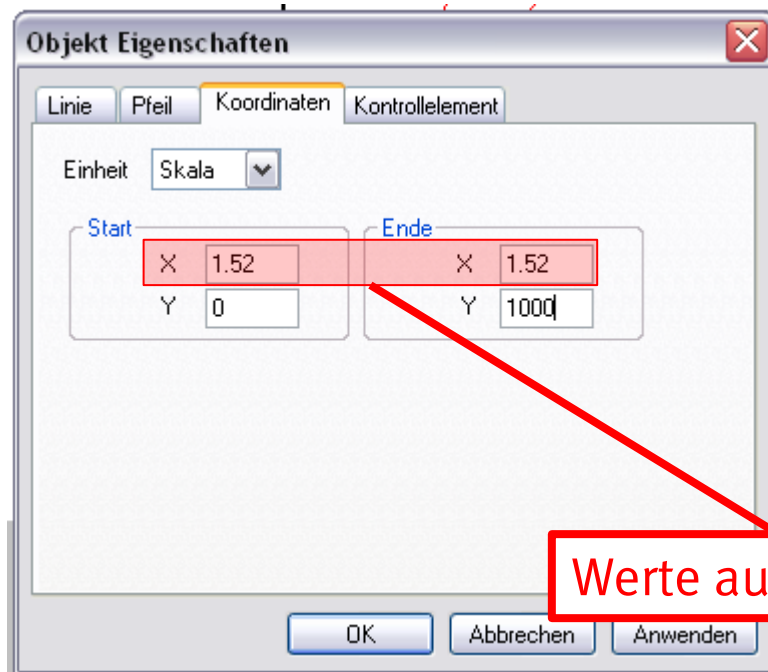 Objekt Eigenschaften
Linie Pfeil Koordinaten Kontrollelement
Einheit Skala
Start Ende
X 1.52 X 1.52
Y 0 Y 1000
Werte au
OK Abbrechen Anwenden